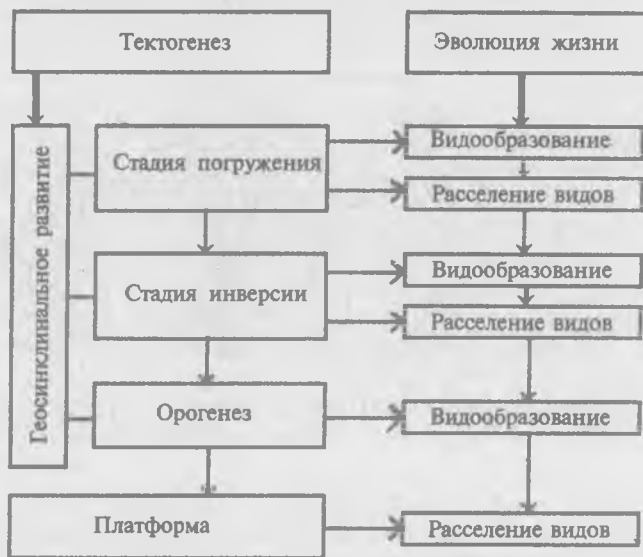 Тектогенез
Эволюция жизни
Геосинклинальное развитие
Стадия погружения
Видообразование
Расселение видов
Стадия инверсии
Видообразование
Расселение видов
Орогенез
Видообразование
Платформа
Расселение видов